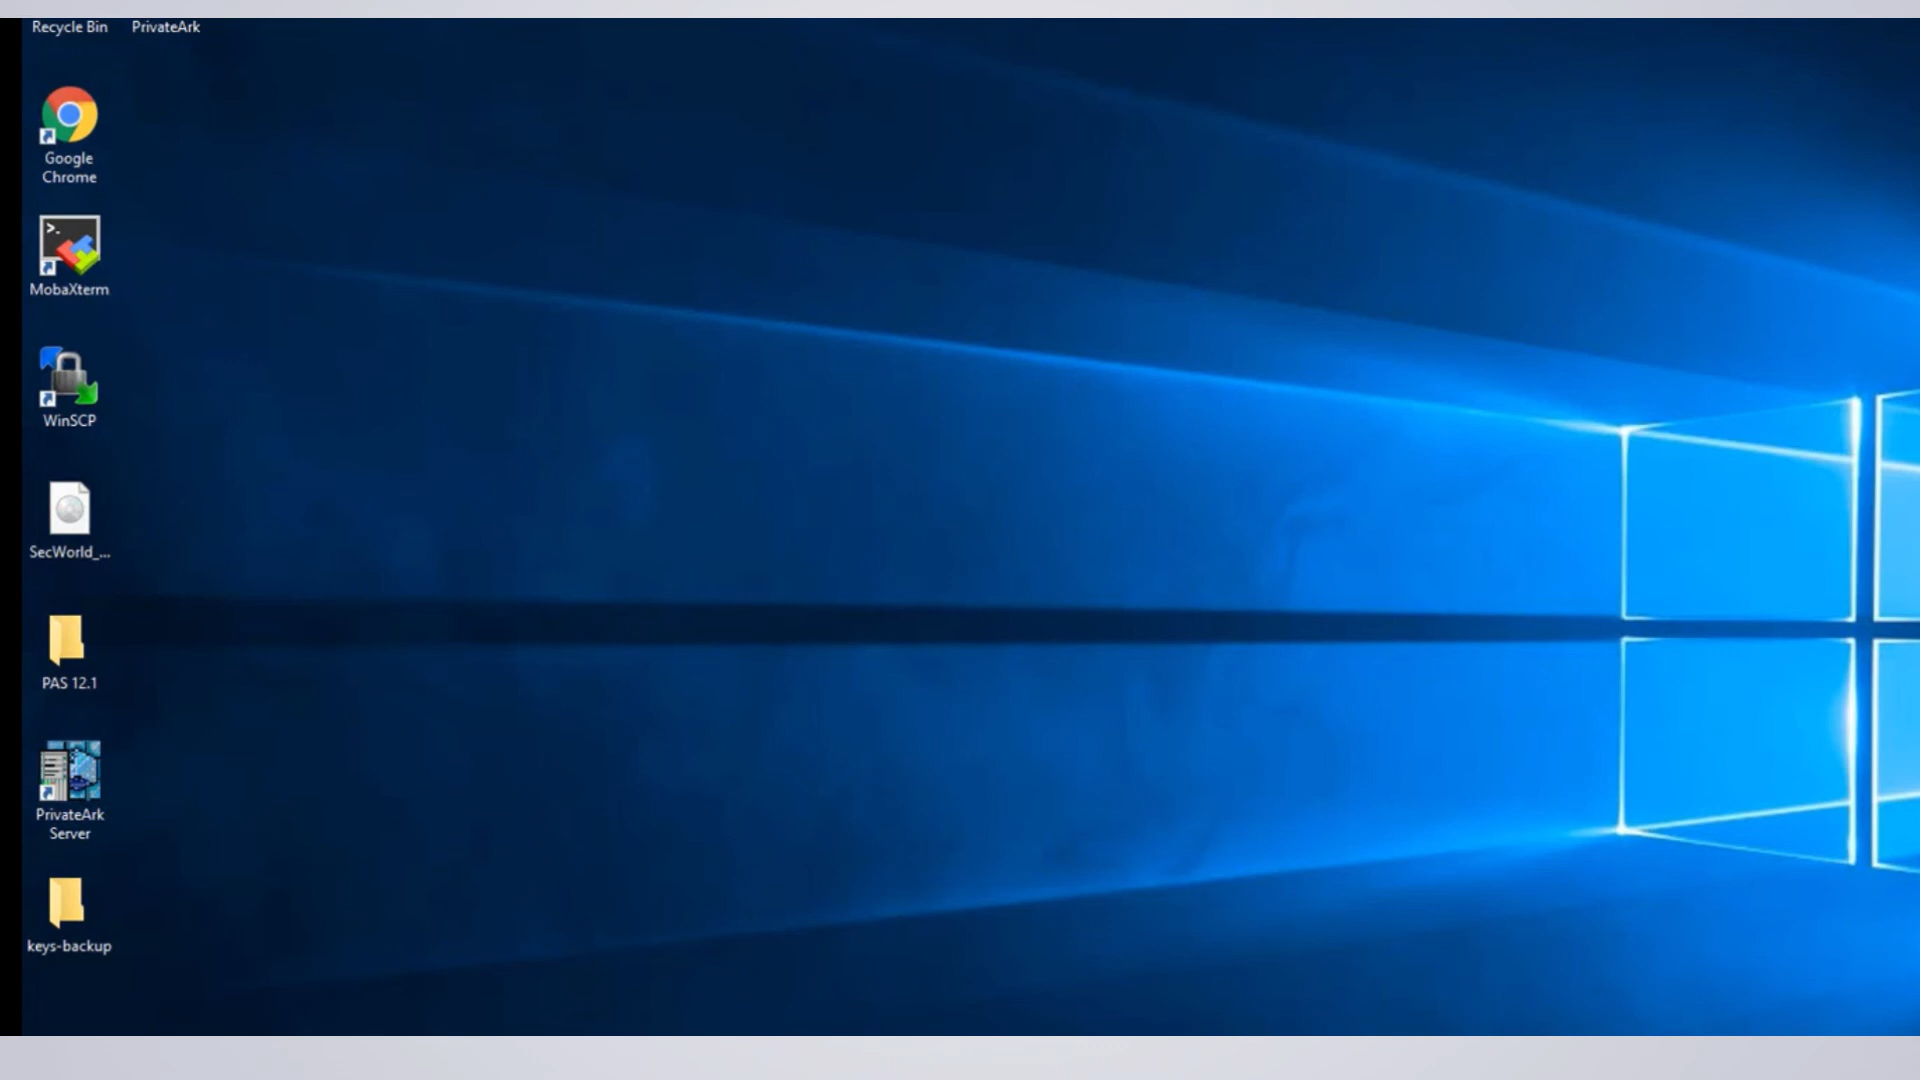 Recycle Bin
PrivateArk
Google
Chrome
>.
MobaXterm
WinSCP
SecWorld_...
PAS 12.1
PrivateArk
Server
keys-backup